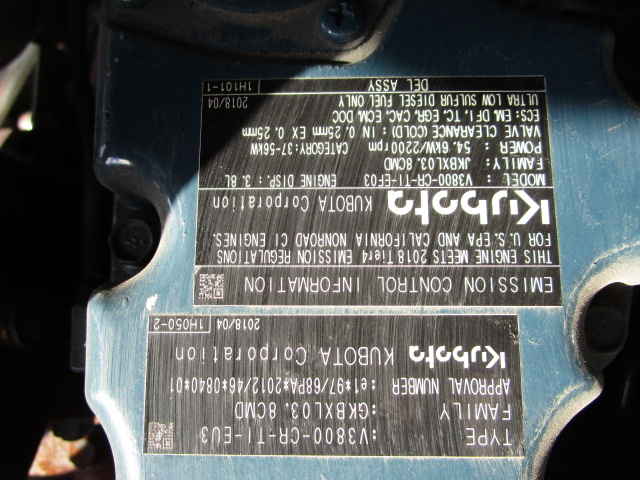 EMISSION CONTROL INFORMATION
THIS ENGINE MEETS 2018 Tier4 EMISSION REGULATIONS
FOR U.S. EPA AND CALIFORNIA NONROAD CI ENGINES.
Kubota KUBOTA Corporation
MODEL : V3800-CR-TI-EF03 ENGINE DISP. : 3.8L
FAMILY: JKBXL03.8CMD
POWER: 54.6kW/2200rpm CATEGORY:37-56kW
VALVE CLEARANCE (COLD) : IN 0.25mm EX 0.25mm
ECS: EM, DFI, TC, EGR, CAC, ECM, DOC
ULTRA LOW SULFUR DIESEL FUEL ONLY 2018/04
DEL ASSY 1H101-1
TYPE :V3800-CR-TI-EU3
FAMILY :GKBXL03.8CMD
APPROVAL NUMBER :e1*97/68PA*2012/46*0840*01
Kubota KUBOTA Corporation
2018/04 1H050-2